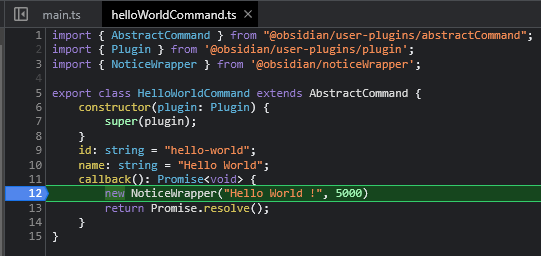 main.ts helloWorldCommand.ts ×
1 import { AbstractCommand } from "@obsidian/user-plugins/abstractCommand";
2 import { Plugin } from '@obsidian/user-plugins/plugin';
3 import { NoticeWrapper } from '@obsidian/noticeWrapper';
4
5 export class HelloWorldCommand extends AbstractCommand {
6 constructor(plugin: Plugin) {
7 super(plugin);
8 }
9 id: string = "hello-world";
10 name: string = "Hello World";
11 callback(): Promise<void> {
12 new NoticeWrapper("Hello World !", 5000)
13 return Promise.resolve();
14 }
15 }